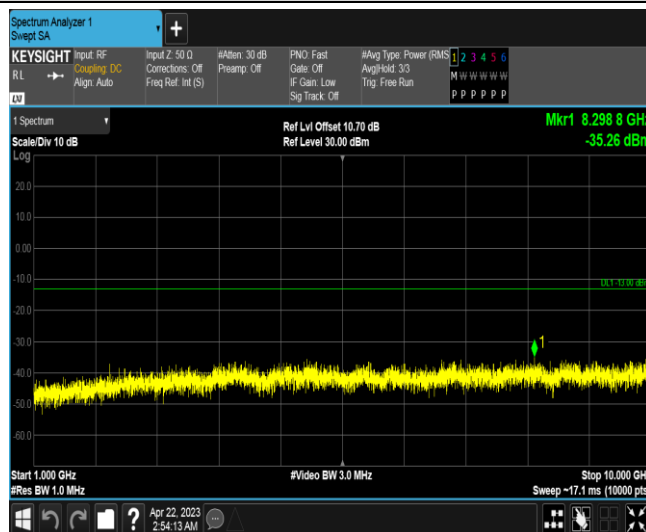 Spectrum Analyzer 1
Swept SA
+
KEYSIGHT
RL
LXI
Input: RF
Coupling: DC
Align: Auto
Input Z: 50 Ω
Corrections: Off
Freq Ref: Int (S)
#Atten: 30 dB
Preamp: Off
PNO: Fast
Gate: Off
IF Gain: Low
Sig Track: Off
#Avg Type: Power (RMS
Avg|Hold: 3/3
Trig: Free Run
1 2 3 4 5 6
M W W W W W
P P P P P P
1 Spectrum
Scale/Div 10 dB
Log
Ref Lvl Offset 10.70 dB
Ref Level 30.00 dBm
Mkr1 8.298 8 GHz
-35.26 dBm
20.0
10.0
0.00
-10.0
DL1 -13.00 dBm
-20.0
-30.0
1
-40.0
-50.0
-60.0
Start 1.000 GHz
#Res BW 1.0 MHz
#Video BW 3.0 MHz
Stop 10.000 GHz
Sweep ~17.1 ms (10000 pts)
?
Apr 22, 2023
2:54:13 AM